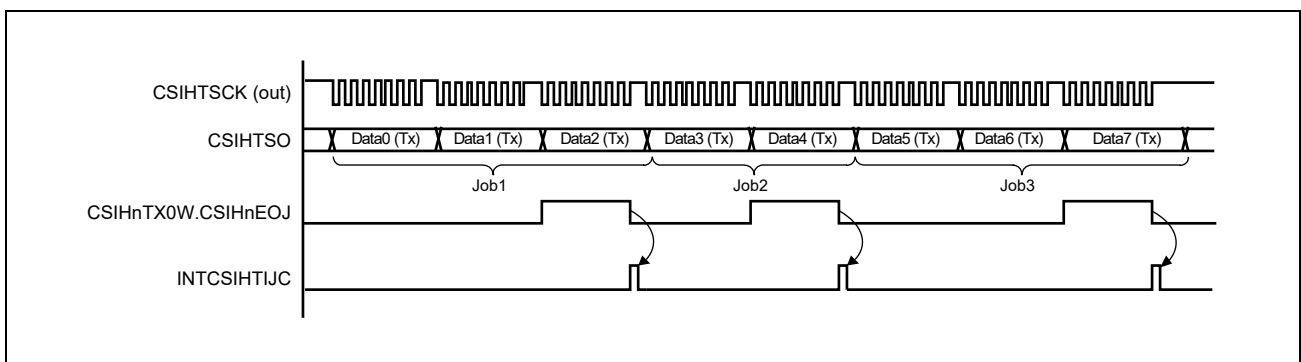 CSIHTSCK (out)
CSIHTSO
Data0 (Tx) Data1 (Tx) Data2 (Tx) Data3 (Tx) Data4 (Tx) Data5 (Tx) Data6 (Tx) Data7 (Tx)
Job1 Job2 Job3
CSIHnTX0W.CSIHnEOJ
INTCSIHTIJC